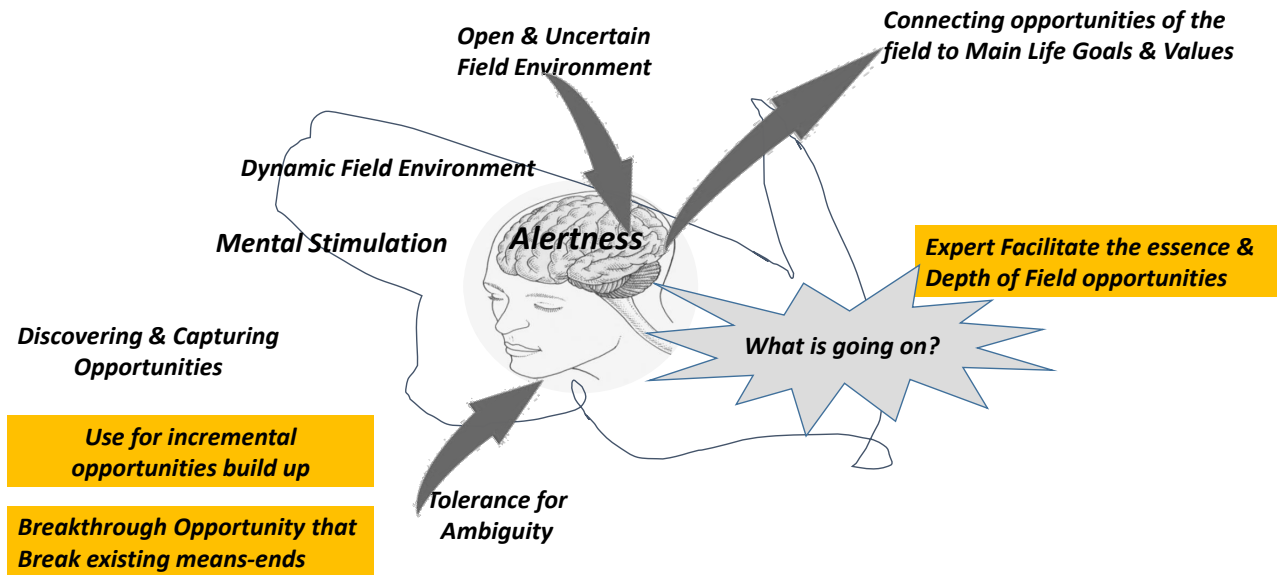 Open & Uncertain
Field Environment
Connecting opportunities of the
field to Main Life Goals & Values
Dynamic Field Environment
Mental Stimulation
Alertness
Expert Facilitate the essence &
Depth of Field opportunities
What is going on?
Discovering & Capturing
Opportunities
Use for incremental
opportunities build up
Breakthrough Opportunity that
Break existing means-ends
Tolerance for
Ambiguity